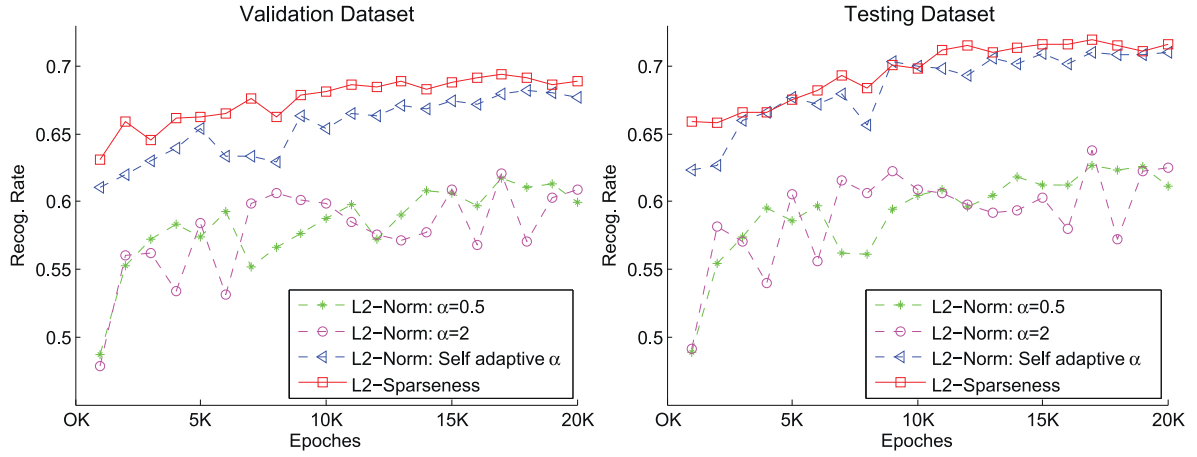 Validation Dataset
Recog. Rate
0.7
0.65
0.6
0.55
0.5
OK
5K
10K
15K
20K
Epoches
L2-Norm: α=0.5
L2-Norm: α=2
L2-Norm: Self adaptive α
L2-Sparseness
Testing Dataset
Recog. Rate
0.7
0.65
0.6
0.55
0.5
OK
5K
10K
15K
20K
Epoches
L2-Norm: α=0.5
L2-Norm: α=2
L2-Norm: Self adaptive α
L2-Sparseness